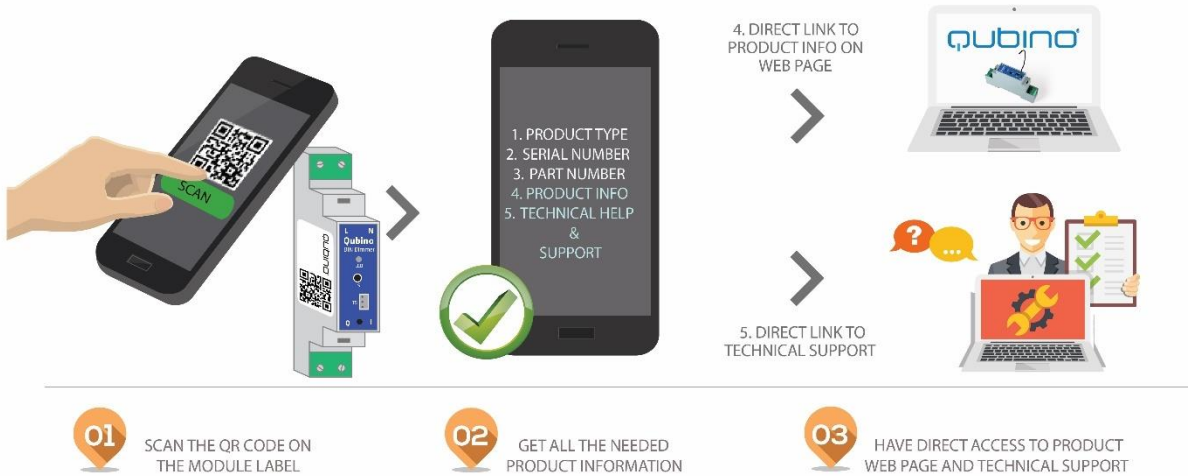 SCAN
qubino
L N
Qubino
DIN Dimmer
Q I
1. PRODUCT TYPE
2. SERIAL NUMBER
3. PART NUMBER
4. PRODUCT INFO
5. TECHNICAL HELP
&
SUPPORT
4. DIRECT LINK TO
PRODUCT INFO ON
WEB PAGE
qubino
?
...
5. DIRECT LINK TO
TECHNICAL SUPPORT
01
SCAN THE QR CODE ON
THE MODULE LABEL
02
GET ALL THE NEEDED
PRODUCT INFORMATION
03
HAVE DIRECT ACCESS TO PRODUCT
WEB PAGE AND TECHNICAL SUPPORT